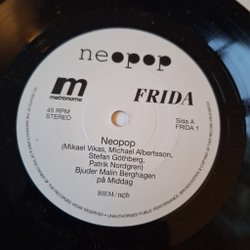 neopop
m
metronome
FRIDA
45 RPM
STEREO
Side A
FRIDA 1
Neopop
(Mikael Vikas, Michael Albertsson,
Stefan Göthberg,
Patrik Nordgren)
Bjuder Malin Berghagen
på Middag
BIEM/ncb